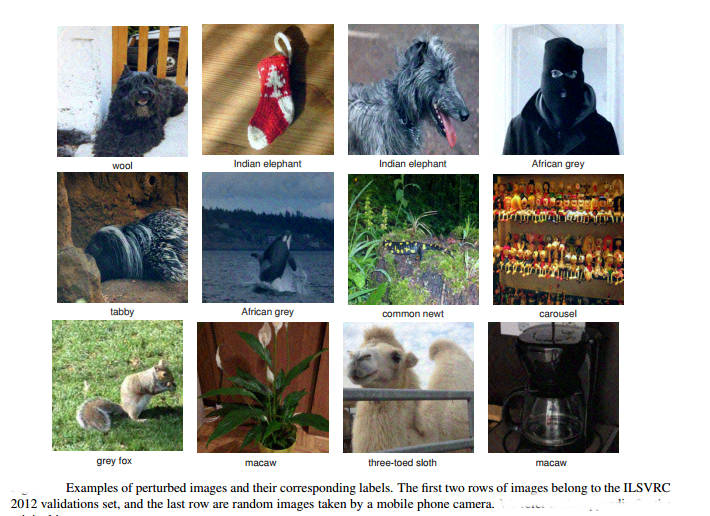 wool
Indian elephant
Indian elephant
African grey
tabby
African grey
common newt
carousel
grey fox
macaw
three-toed sloth
macaw
Examples of perturbed images and their corresponding labels. The first two rows of images belong to the ILSVRC
2012 validations set, and the last row are random images taken by a mobile phone camera.